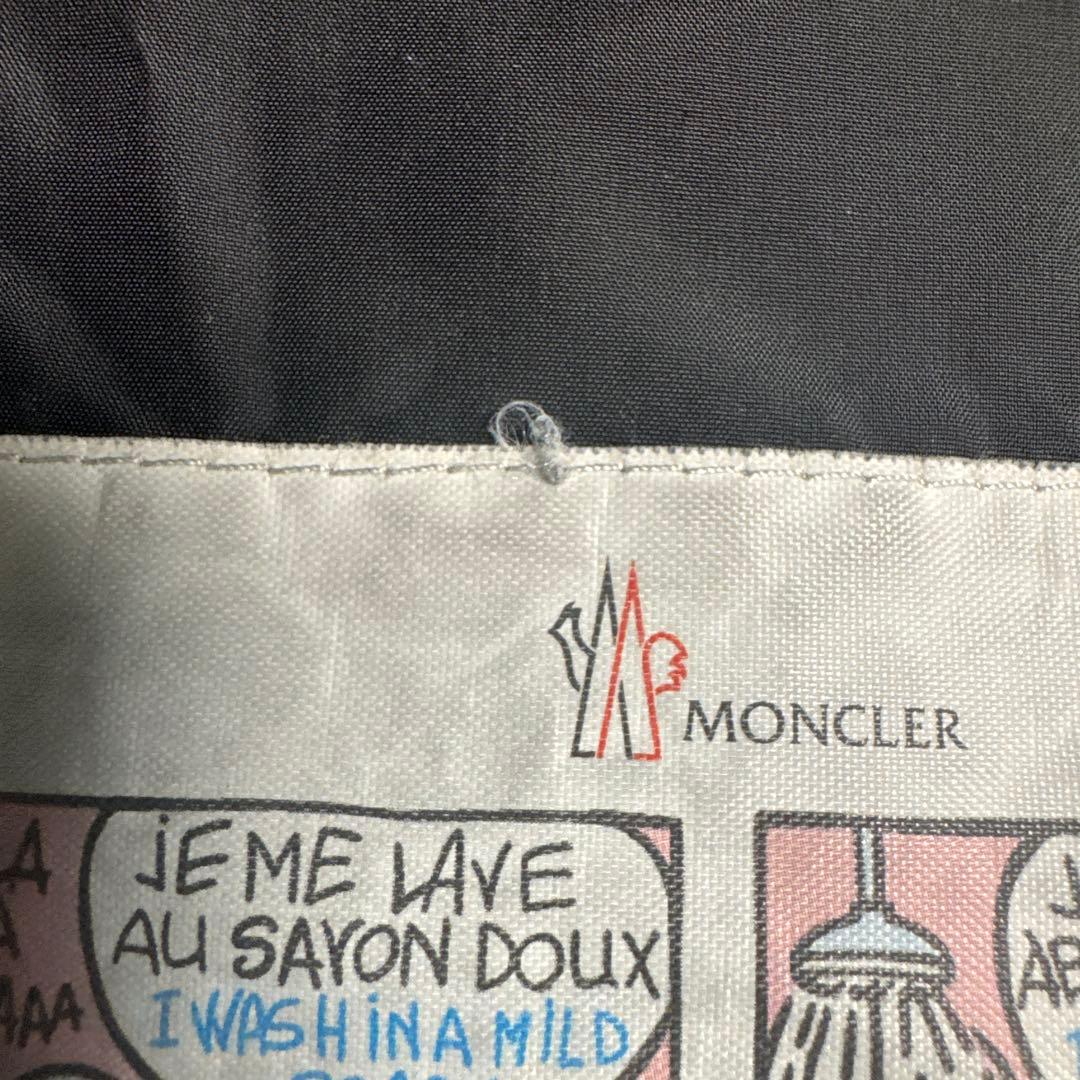 MONCLER
JE ME LAVE
AU SAVON DOUX
I WASH IN A MILD